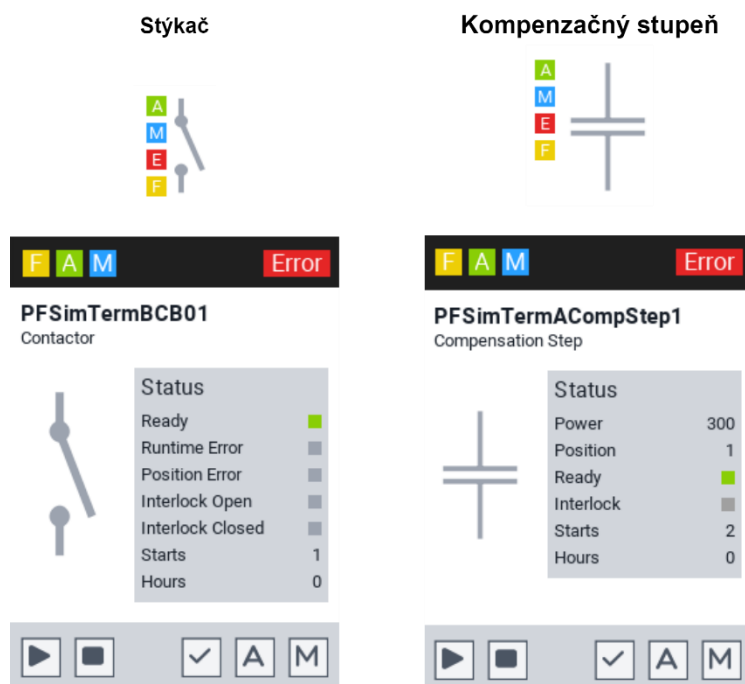 Stýkač
A
M
E
F
F A M Error
PFSimTermBCB01
Contactor
Status
Ready
Runtime Error
Position Error
Interlock Open
Interlock Closed
Starts 1
Hours 0
A M
Kompenzačný stupeň
A
M
E
F
F A M Error
PFSimTermACompStep1
Compensation Step
Status
Power 300
Position 1
Ready
Interlock
Starts 2
Hours 0
A M